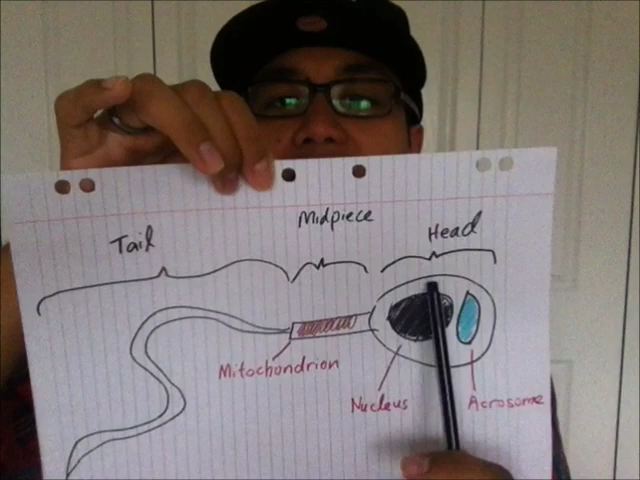 Tail
Midpiece
Head
Mitochondrion
Nucleus
Acrosome